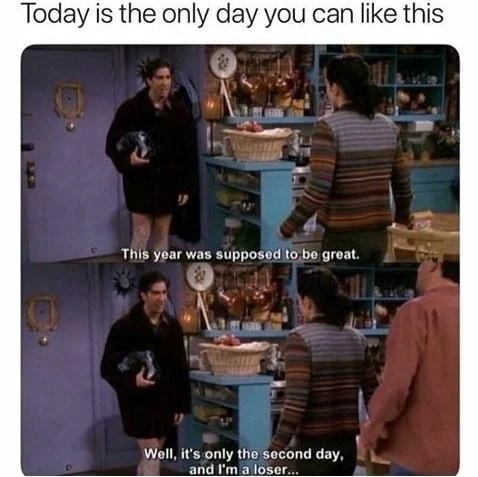 Today is the only day you can like this
This year was supposed to be great.
Well, it's only the second day,
and I'm a loser...